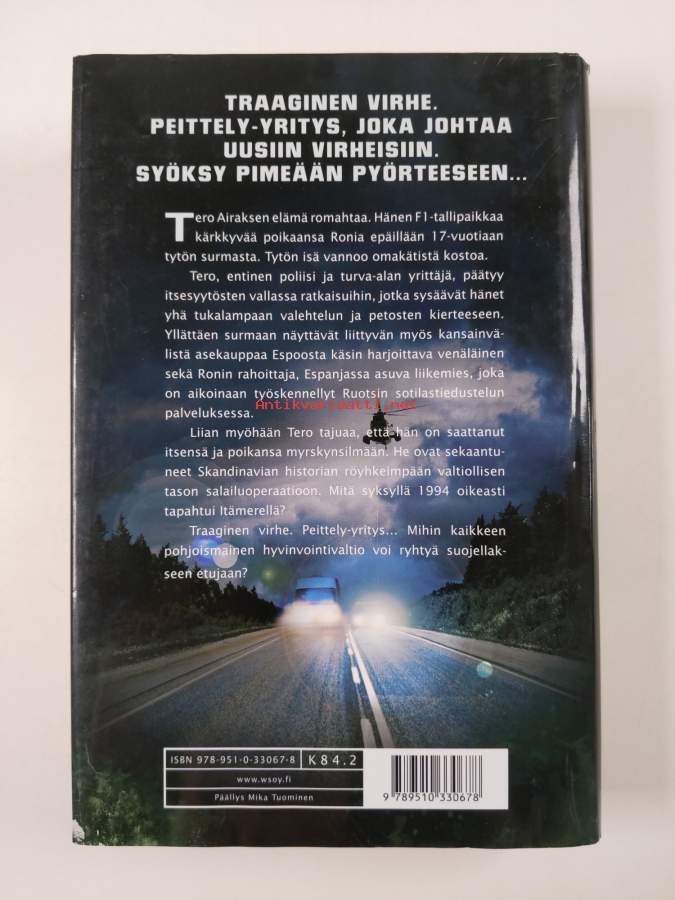 TRAAGINEN VIRHE.
PEITTELY-YRITYS, JOKA JOHTAA
UUSIIN VIRHEISIIN.
SYÖKSY PIMEÄÄN PYÖRTEESEEN...
Tero Airaksen elämä romahtaa. Hänen F1-tallipaikkaa
kärkkyvää poikaansa Ronia epäillään 17-vuotiaan
tytön surmasta. Tytön isä vannoo omakätistä kostoa.
Tero, entinen poliisi ja turva-alan yrittäjä, päätyy
itsesyytösten vallassa ratkaisuihin, jotka sysäävät hänet
yhä tukalampaan valehtelun ja petosten kierteeseen.
Yllättäen surmaan näyttävät liittyvän myös kansainvä-
listä asekauppaa Espoosta käsin harjoittava venäläinen
sekä Ronin rahoittaja, Espanjassa asuva liikemies, joka
on aikoinaan työskennellyt Ruotsin sotilastiedustelun
Antikvariaatti.net
palveluksessa.
Liian myöhään Tero tajuaa, että hän on saattanut
itsensä ja poikansa myrskynsilmään. He ovat sekaantu-
neet Skandinavian historian röyhkeimpään valtiollisen
tason salailuoperaatioon. Mitä syksyllä 1994 oikeasti
tapahtui Itämerellä?
Traaginen virhe. Peittely-yritys... Mihin kaikkeen
pohjoismainen hyvinvointivaltio voi ryhtyä suojellak-
seen etujaan?
ISBN 978-951-0-33067-8 K 84.2
www.wsoy.fi
Päällys Mika Tuominen
9 789510 330678